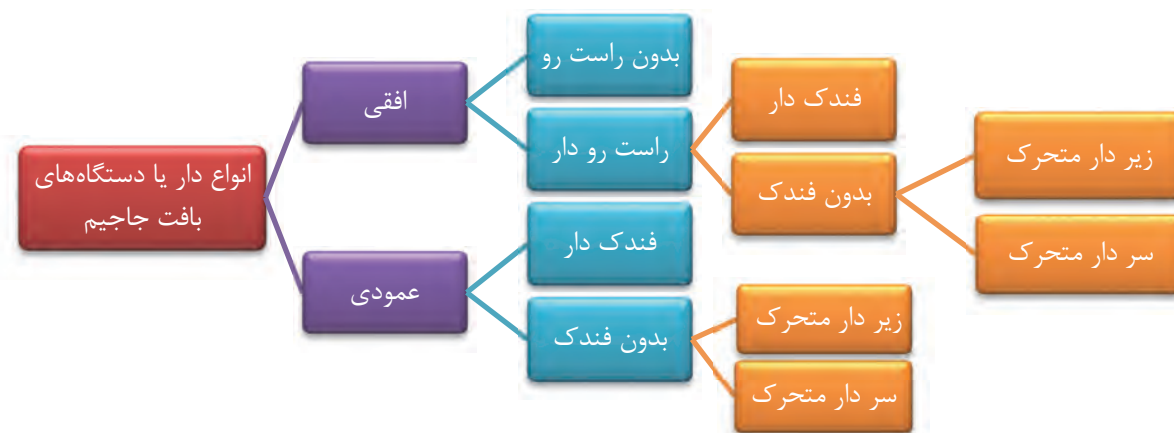 انواع دار یا دستگاه‌های
بافت جاجیم
افقی
بدون راست رو
راست رو دار
فندک دار
بدون فندک
زیر دار متحرک
سر دار متحرک
عمودی
فندک دار
بدون فندک
زیر دار متحرک
سر دار متحرک